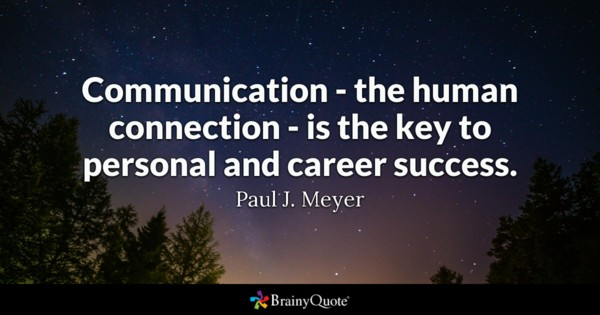 Communication - the human
connection - is the key to
personal and career success.
Paul J. Meyer
BrainyQuote®